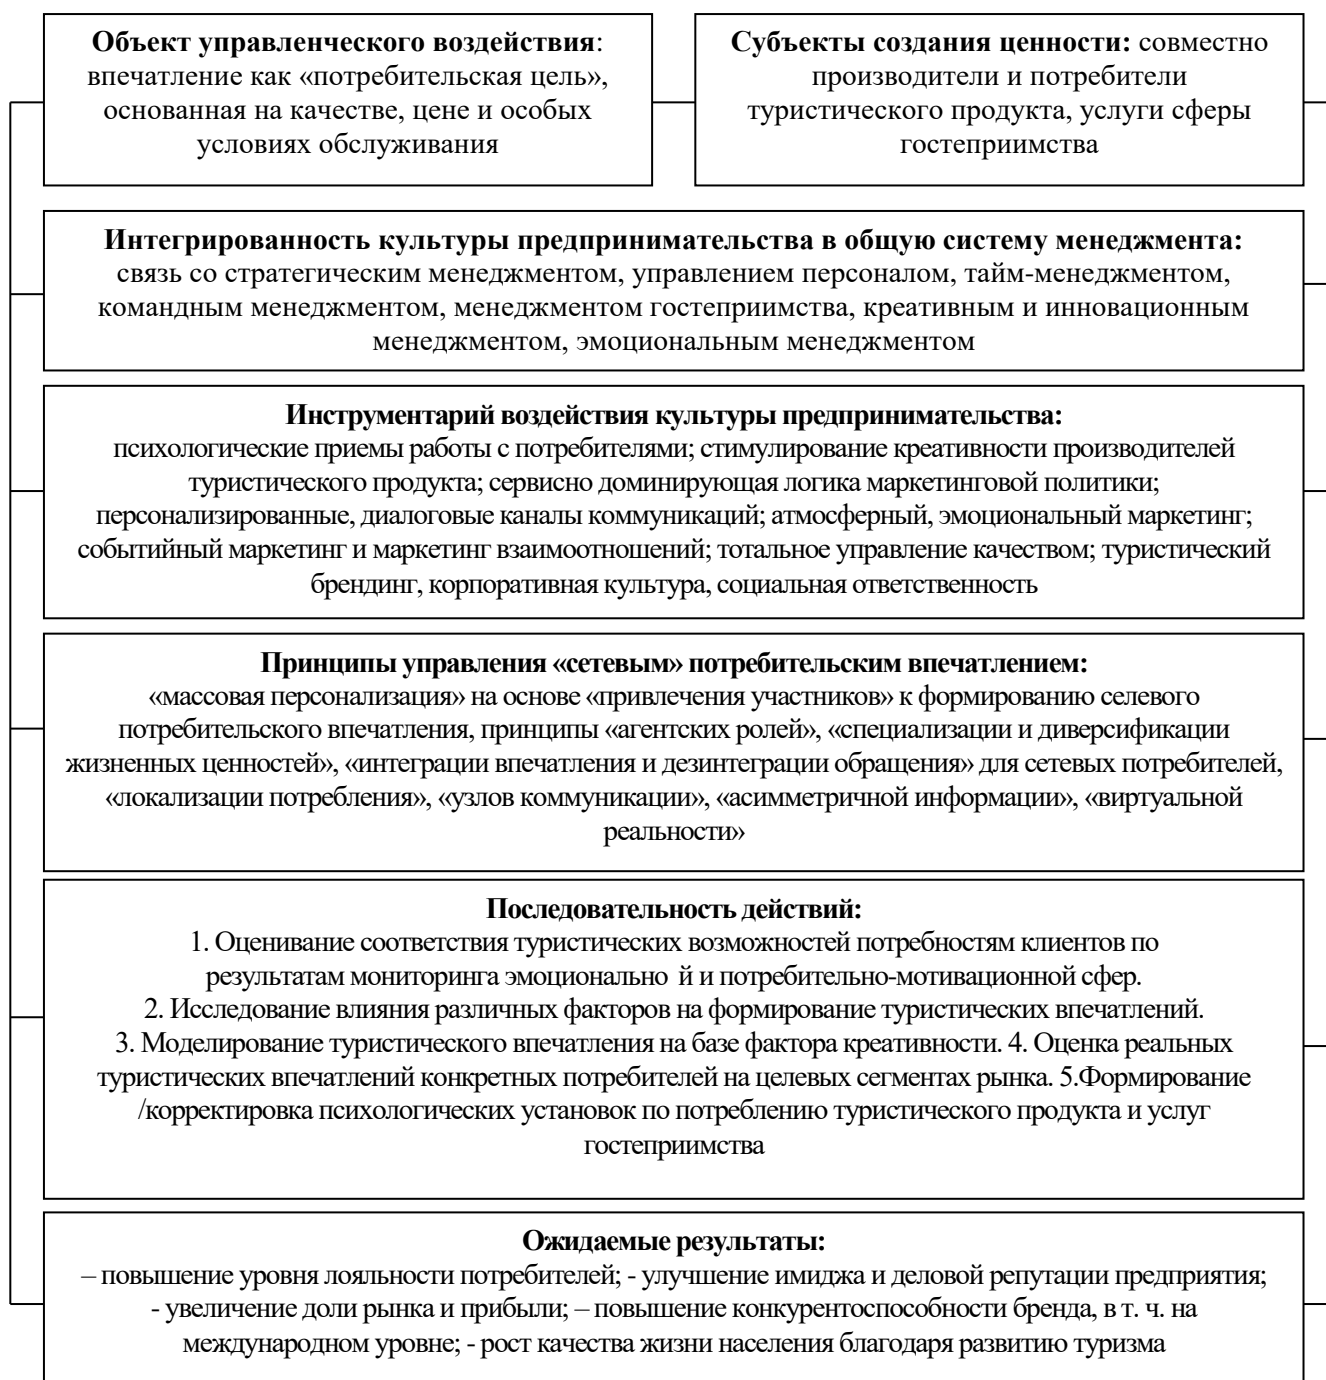 Объект управленческого воздействия:
впечатление как «потребительская цель»,
основанная на качестве, цене и особых
условиях обслуживания
Субъекты создания ценности: совместно
производители и потребители
туристического продукта, услуги сферы
гостеприимства
Интегрированность культуры предпринимательства в общую систему менеджмента:
связь со стратегическим менеджментом, управлением персоналом, тайм-менеджментом,
командным менеджментом, менеджментом гостеприимства, креативным и инновационным
менеджментом, эмоциональным менеджментом
Инструментарий воздействия культуры предпринимательства:
психологические приемы работы с потребителями; стимулирование креативности производителей
туристического продукта; сервисно доминирующая логика маркетинговой политики;
персонализированные, диалоговые каналы коммуникаций; атмосферный, эмоциональный маркетинг;
событийный маркетинг и маркетинг взаимоотношений; тотальное управление качеством; туристический
брендинг, корпоративная культура, социальная ответственность
Принципы управления «сетевым» потребительским впечатлением:
«массовая персонализация» на основе «привлечения участников» к формированию селевого
потребительского впечатления, принципы «агентских ролей», «специализации и диверсификации
жизненных ценностей», «интеграции впечатления и дезинтеграции обращения» для сетевых потребителей,
«локализации потребления», «узлов коммуникации», «асимметричной информации», «виртуальной
реальности»
Последовательность действий:
1. Оценивание соответствия туристических возможностей потребностям клиентов по
результатам мониторинга эмоционально й и потребительно-мотивационной сфер.
2. Исследование влияния различных факторов на формирование туристических впечатлений.
3. Моделирование туристического впечатления на базе фактора креативности. 4. Оценка реальных
туристических впечатлений конкретных потребителей на целевых сегментах рынка. 5.Формирование
/корректировка психологических установок по потреблению туристического продукта и услуг
гостеприимства
Ожидаемые результаты:
– повышение уровня лояльности потребителей; - улучшение имиджа и деловой репутации предприятия;
- увеличение доли рынка и прибыли; – повышение конкурентоспособности бренда, в т. ч. на
международном уровне; - рост качества жизни населения благодаря развитию туризма